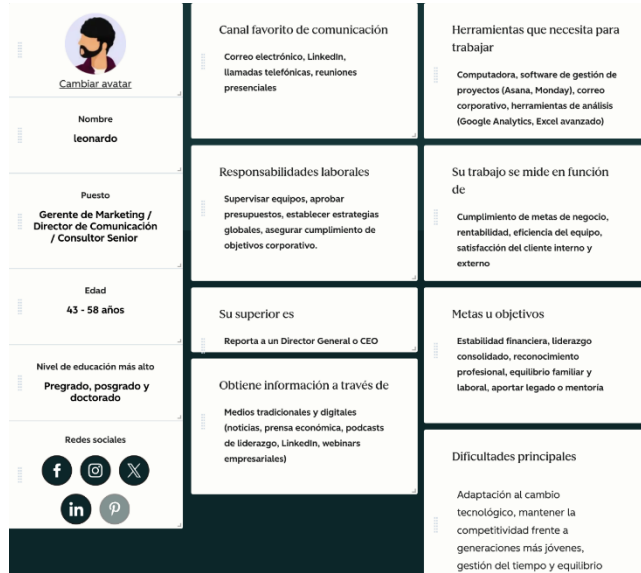 Cambiar avatar
Nombre
leonardo
Puesto
Gerente de Marketing /
Director de Comunicación
/ Consultor Senior
Edad
43 - 58 años
Nivel de educación más alto
Pregrado, posgrado y
doctorado
Redes sociales
Canal favorito de comunicación
Correo electrónico, LinkedIn,
llamadas telefónicas, reuniones
presenciales
Responsabilidades laborales
Supervisar equipos, aprobar
presupuestos, establecer estrategias
globales, asegurar cumplimiento de
objetivos corporativo.
Su superior es
Reporta a un Director General o CEO
Obtiene información a través de
Medios tradicionales y digitales
(noticias, prensa económica, podcasts
de liderazgo, LinkedIn, webinars
empresariales)
Herramientas que necesita para
trabajar
Computadora, software de gestión de
proyectos (Asana, Monday), correo
corporativo, herramientas de análisis
(Google Analytics, Excel avanzado)
Su trabajo se mide en función
de
Cumplimiento de metas de negocio,
rentabilidad, eficiencia del equipo,
satisfacción del cliente interno y
externo
Metas u objetivos
Estabilidad financiera, liderazgo
consolidado, reconocimiento
profesional, equilibrio familiar y
laboral, aportar legado o mentoría
Dificultades principales
Adaptación al cambio
tecnológico, mantener la
competitividad frente a
generaciones más jóvenes,
gestión del tiempo y equilibrio